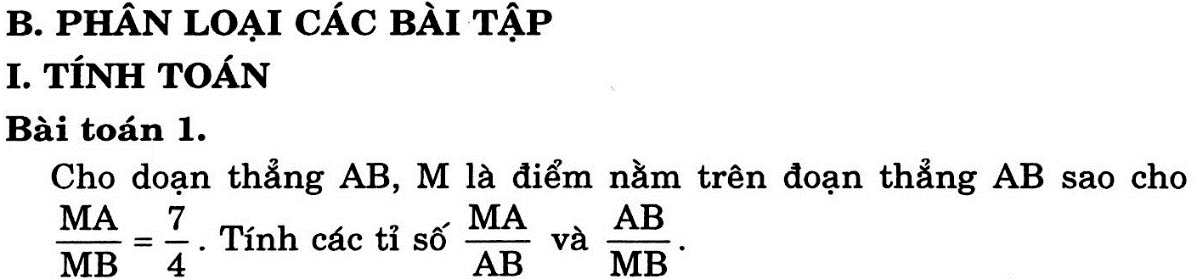 B. PHÂN LOẠI CÁC BÀI TẬP
I. TÍNH TOÁN
Bài toán 1.
Cho doạn thẳng AB, M là điểm nằm trên đoạn thẳng AB sao cho
MA/MB = 7/4. Tính các tỉ số MA/AB và AB/MB.